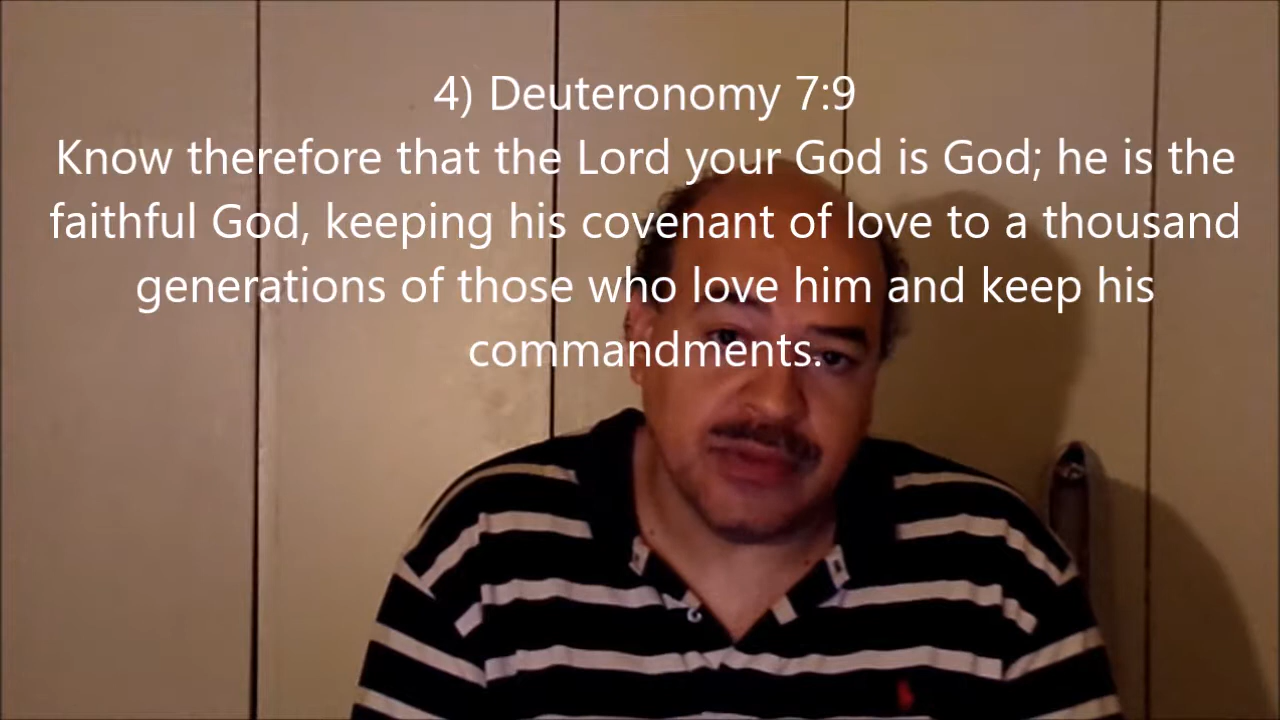 4) Deuteronomy 7:9
Know therefore that the Lord your God is God; he is the
faithful God, keeping his covenant of love to a thousand
generations of those who love him and keep his
commandments.